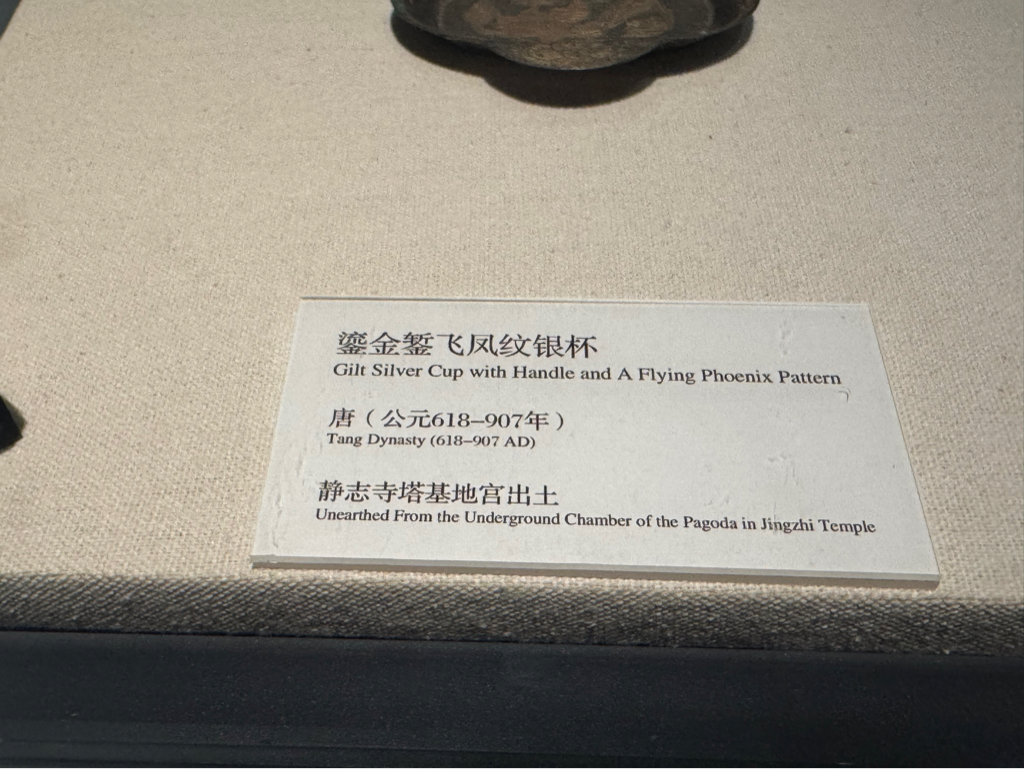 鎏金錾飞凤纹银杯
Gilt Silver Cup with Handle and A Flying Phoenix Pattern
唐（公元618–907年）
Tang Dynasty (618–907 AD)
静志寺塔基地宫出土
Unearthed From the Underground Chamber of the Pagoda in Jingzhi Temple